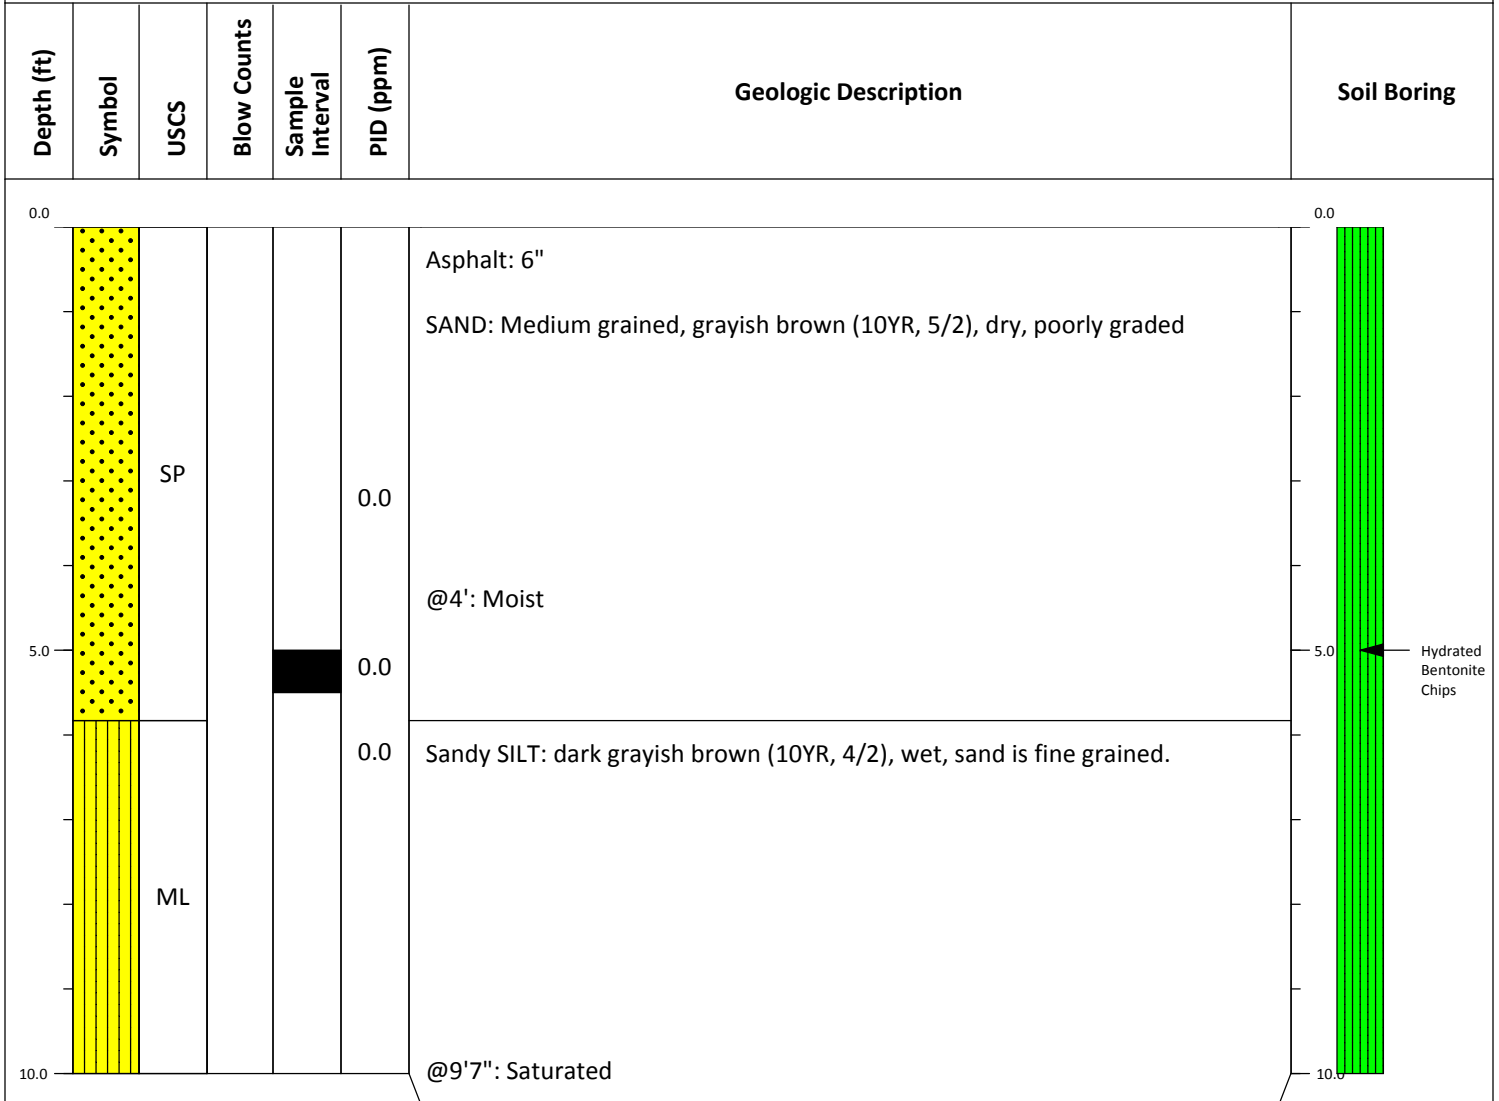 Depth (ft)
Symbol
USCS
Blow Counts
Sample
Interval
PID (ppm)
Geologic Description
Soil Boring
0.0
0.0
Asphalt: 6"
SAND: Medium grained, grayish brown (10YR, 5/2), dry, poorly graded
SP
0.0
@4': Moist
5.0
0.0
5.0
Hydrated
Bentonite
Chips
0.0
Sandy SILT: dark grayish brown (10YR, 4/2), wet, sand is fine grained.
ML
@9'7": Saturated
10.0
10.0